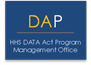 DAP
HHS DATA Act Program
Management Office